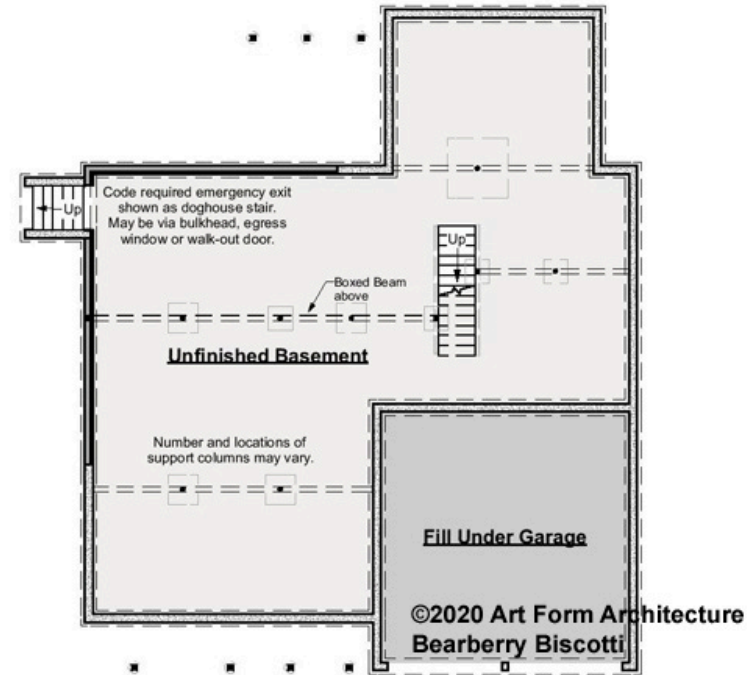 Code required emergency exit
shown as doghouse stair.
May be via bulkhead, egress
window or walk-out door.
Up
Up
Boxed Beam
above
Unfinished Basement
Number and locations of
support columns may vary.
Fill Under Garage
©2020 Art Form Architecture
Bearberry Biscotti